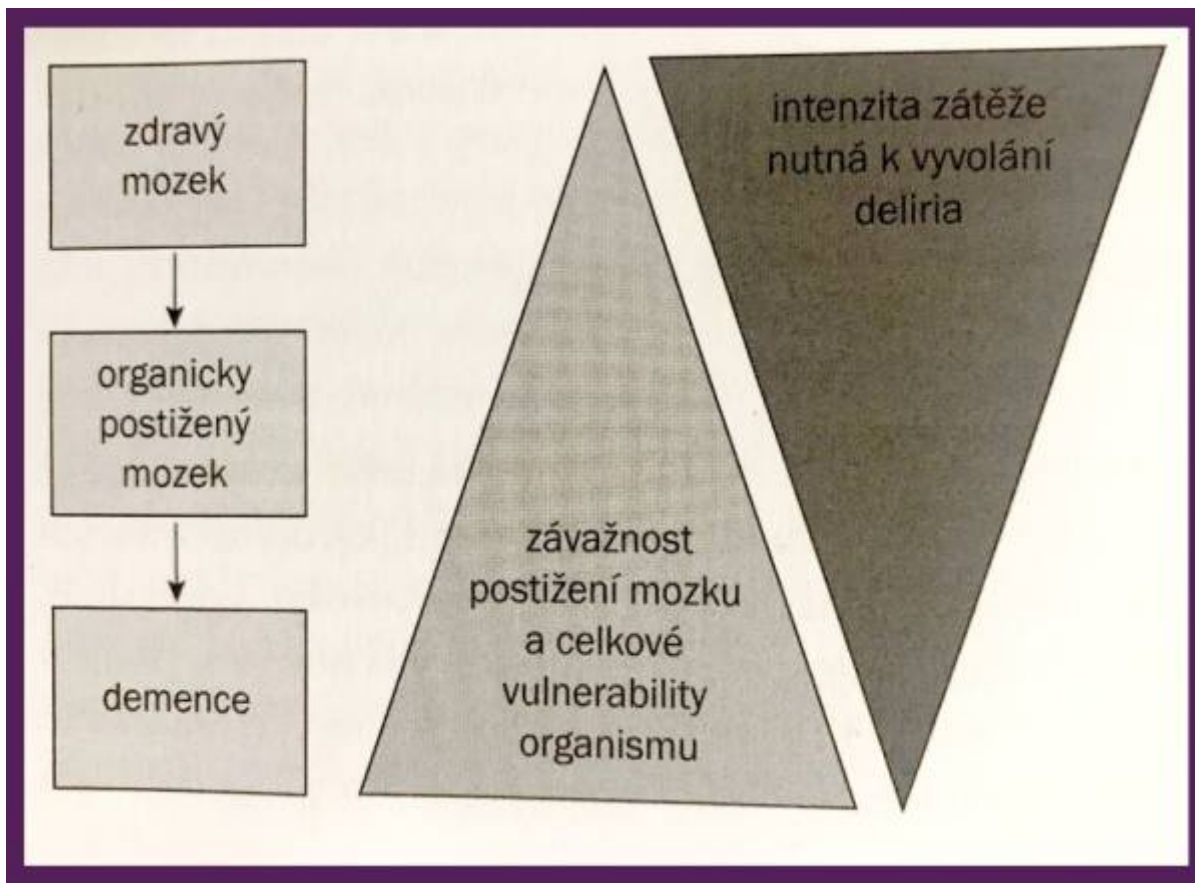 zdravý
mozek
organicky
postižený
mozek
demence
závažnost
postižení mozku
a celkové
vulnerability
organismu
intenzita zátěže
nutná k vyvolání
deliria